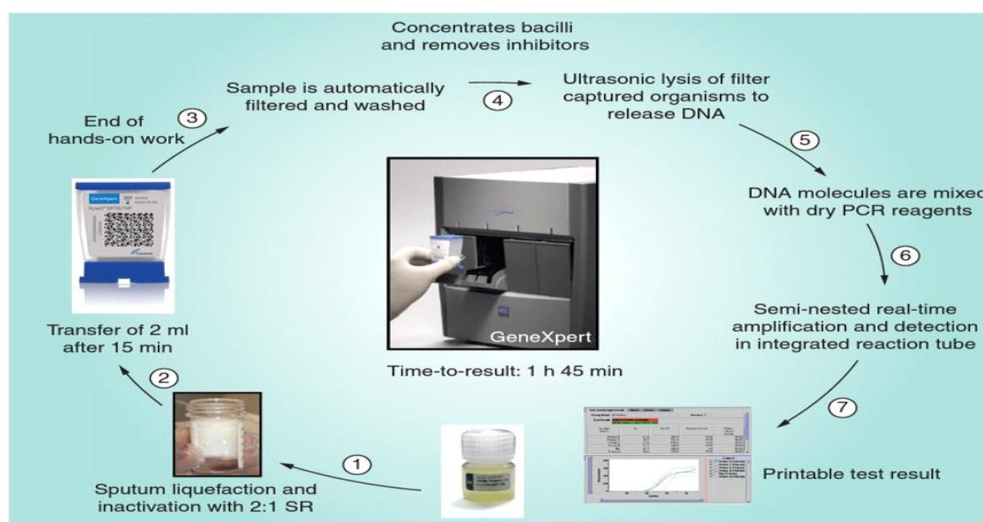 Concentrates bacilli
and removes inhibitors
Sample is automatically
filtered and washed
4
Ultrasonic lysis of filter
captured organisms to
release DNA
3
End of
hands-on work
5
DNA molecules are mixed
with dry PCR reagents
GeneXpert
6
Semi-nested real-time
amplification and detection
in integrated reaction tube
GeneXpert
Transfer of 2 ml
after 15 min
Time-to-result: 1 h 45 min
2
7
1
Printable test result
Sputum liquefaction and
inactivation with 2:1 SR